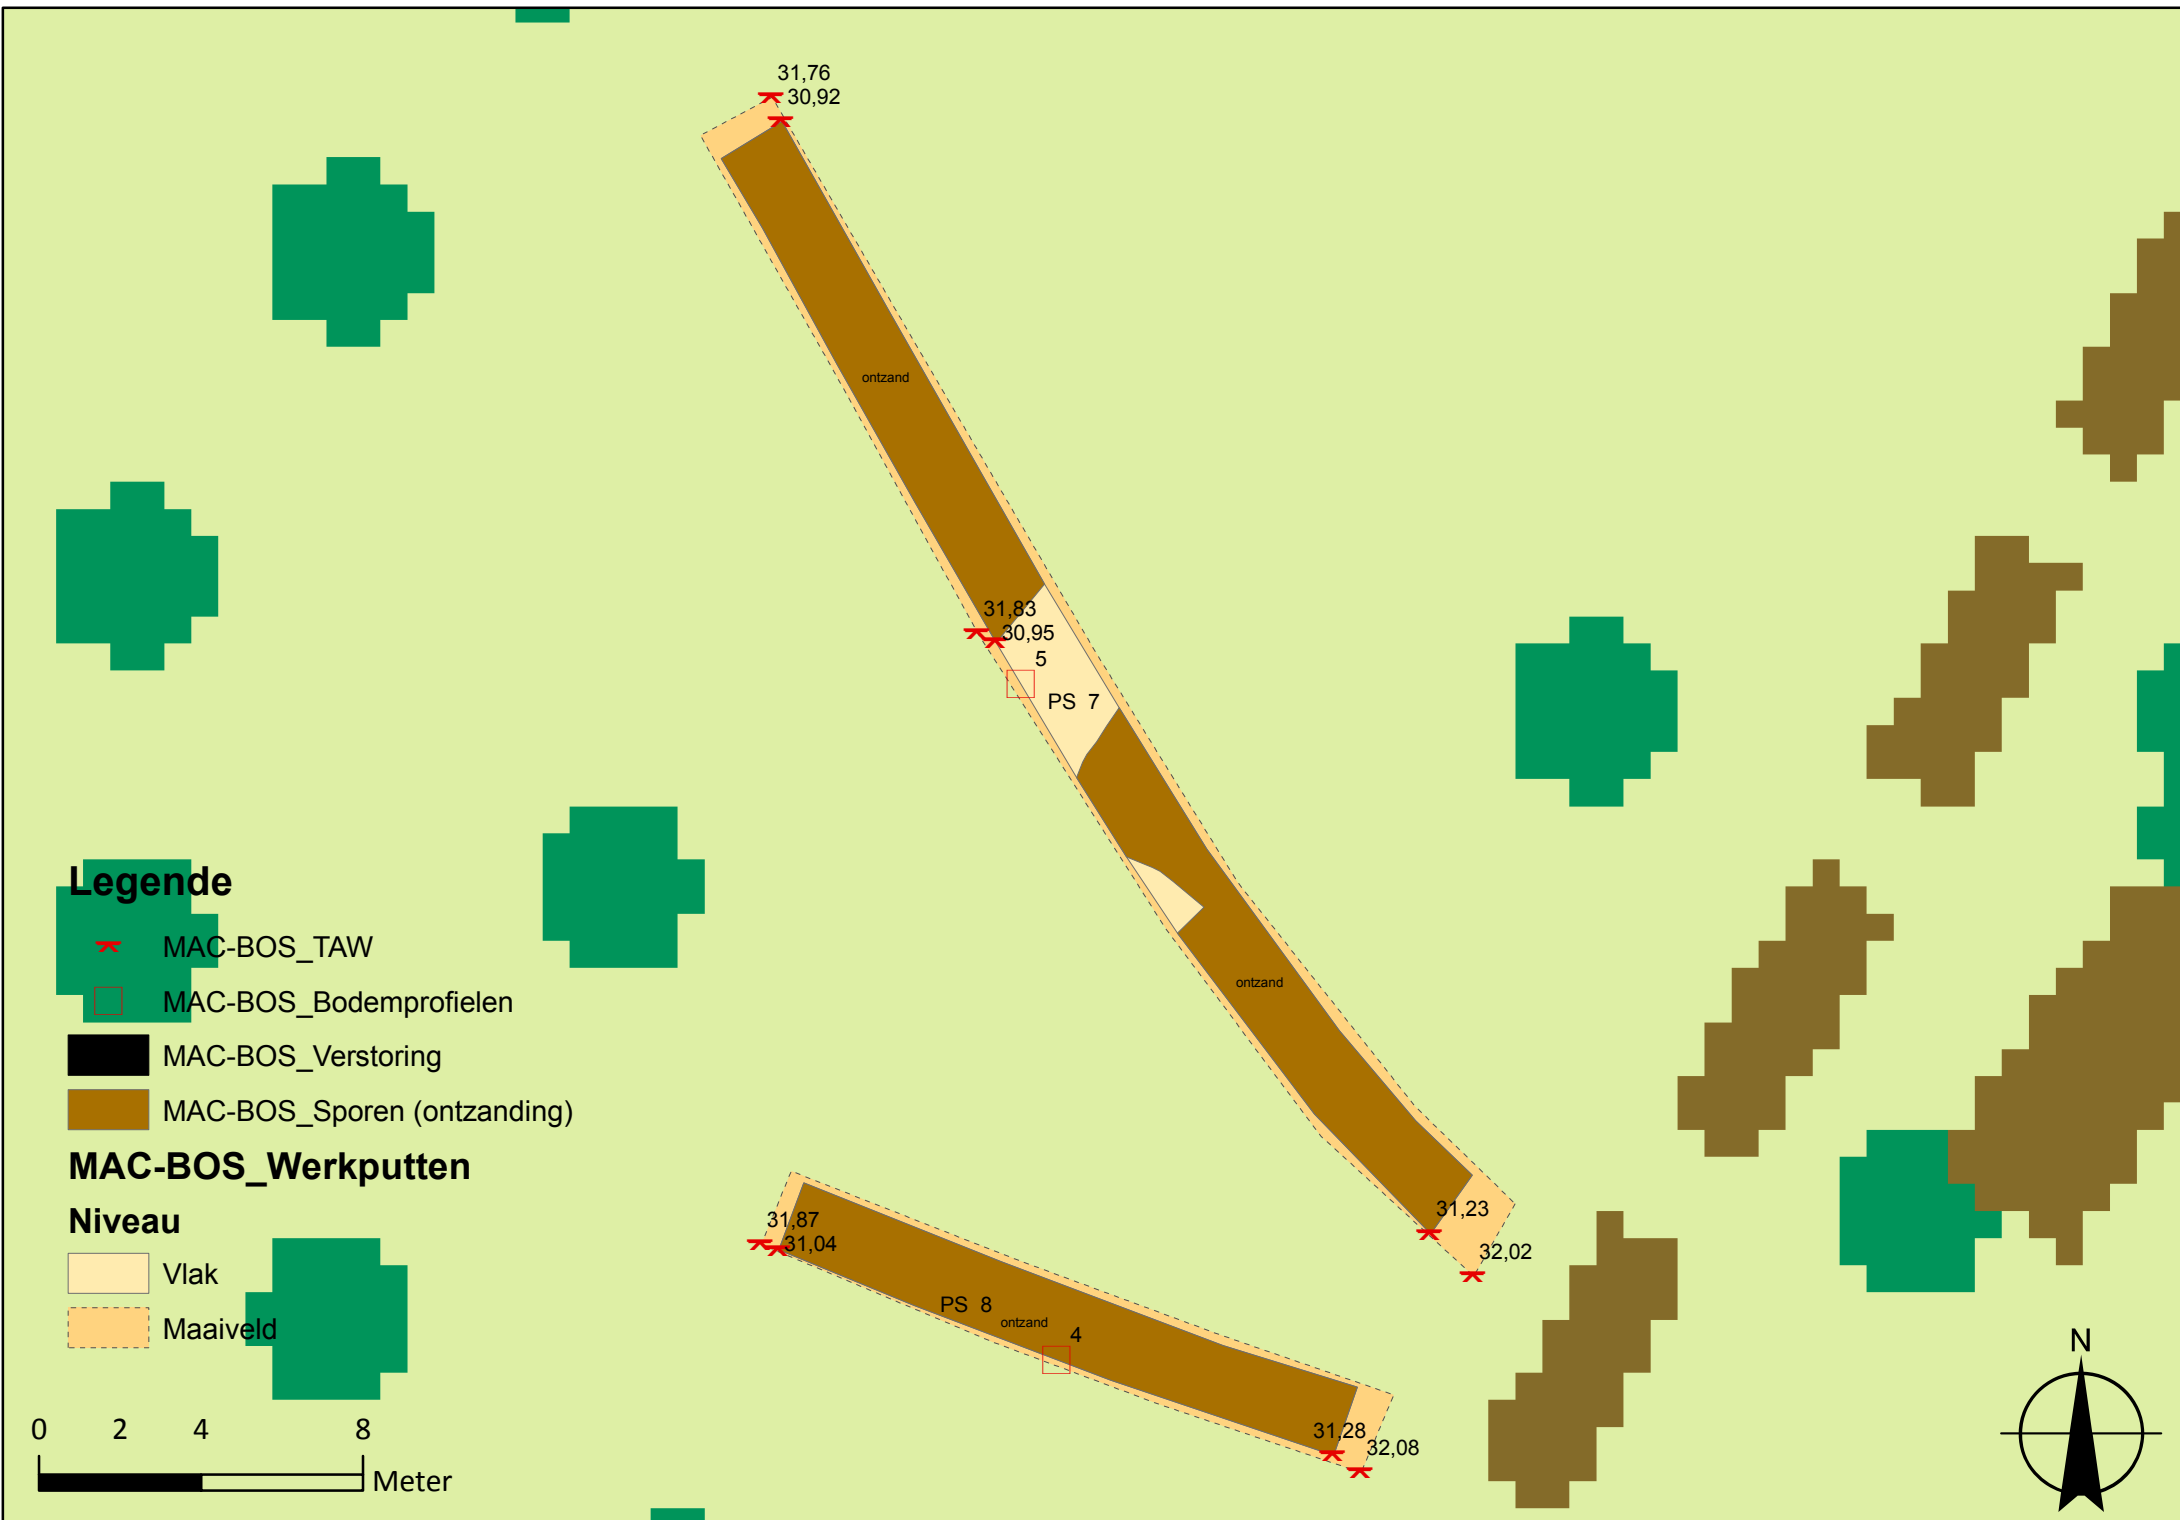 31,76
30,92
ontzand
31,83
30,95
5
PS 7
ontzand
31,23
32,02
31,87
31,04
PS 8
ontzand
4
31,28
32,08
Legende
MAC-BOS_TAW
MAC-BOS_Bodemprofielen
MAC-BOS_Verstoring
MAC-BOS_Sporen (ontzanding)
MAC-BOS_Werkputten
Niveau
Vlak
Maaiveld
0 2 4 8
Meter
N